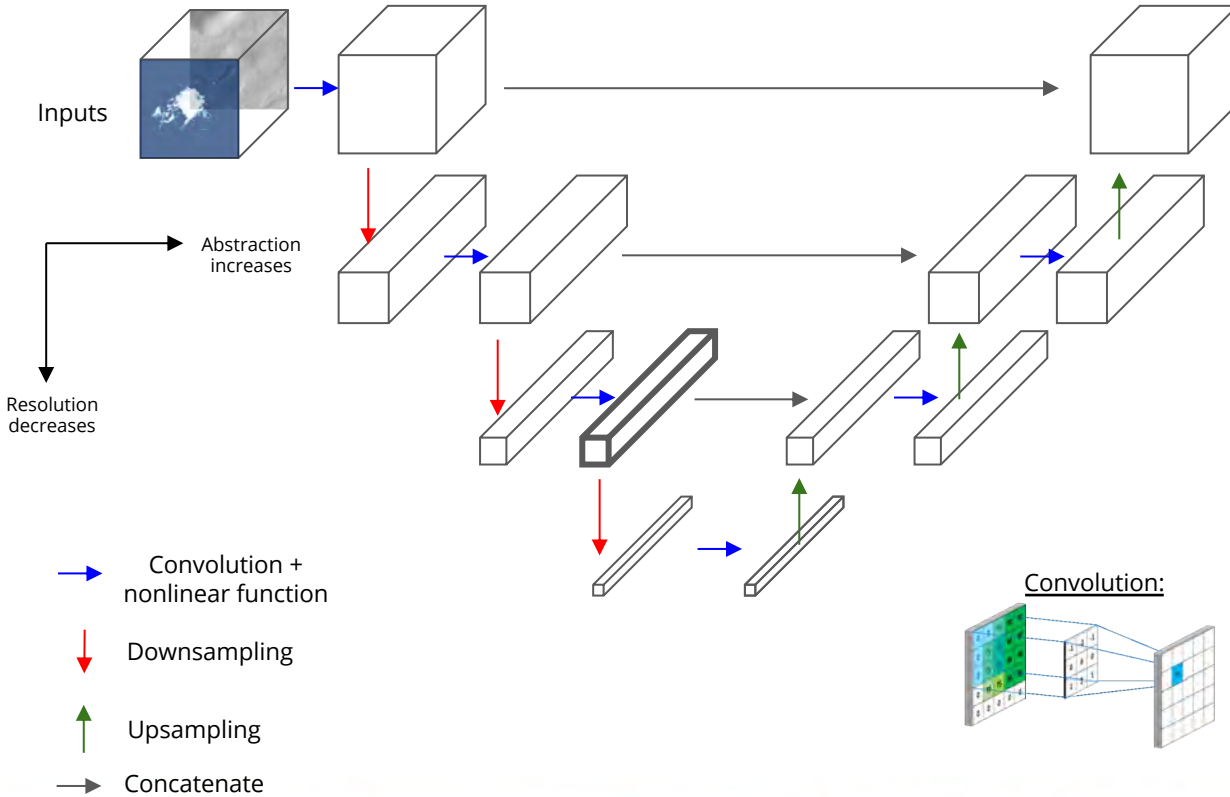 Inputs
Abstraction
increases
Resolution
decreases
Convolution +
nonlinear function
Downsampling
Upsampling
Concatenate
Convolution: